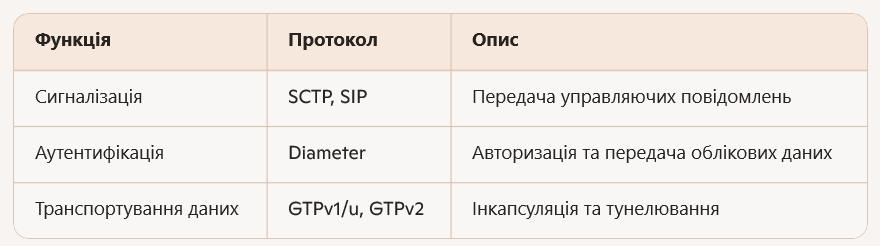 Функція Протокол Опис
Сигналізація SCTP, SIP Передача управляючих повідомлень
Аутентифікація Diameter Авторизація та передача облікових даних
Транспортування даних GTPv1/u, GTPv2 Інкапсуляція та тунелювання